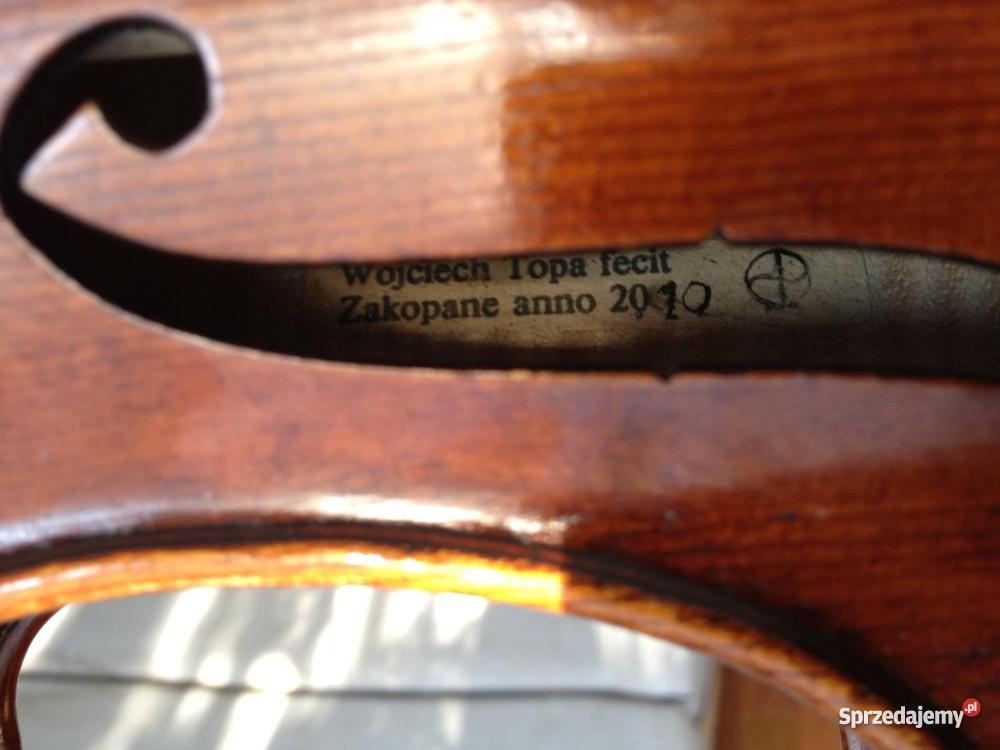 Wojciech Topa fecit
Zakopane anno 2010
Sprzedajemy.pl